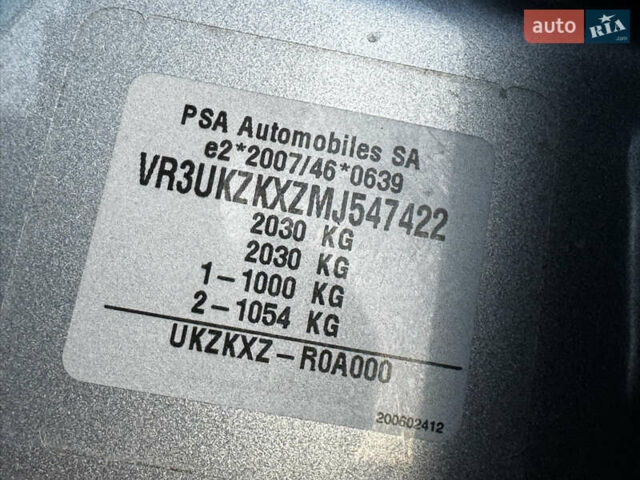 auto RIA.com
PSA Automobiles SA
e2*2007/46*0639
VR3UKZKXZMJ547422
2030 KG
2030 KG
1-1000 KG
2-1054 KG
UKZKXZ-R0A000
200602412